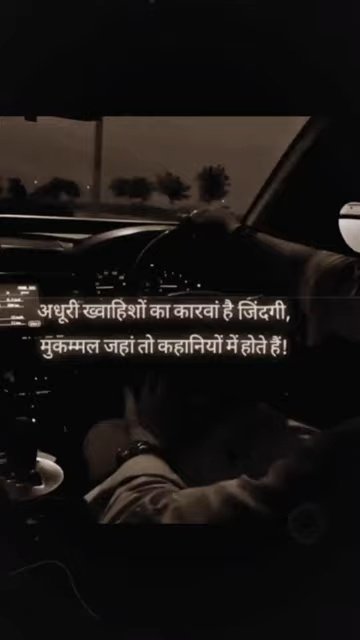 अधूरी ख्वाहिशों का कारवां है जिंदगी,
मुकम्मल जहां तो कहानियों में होते हैं!